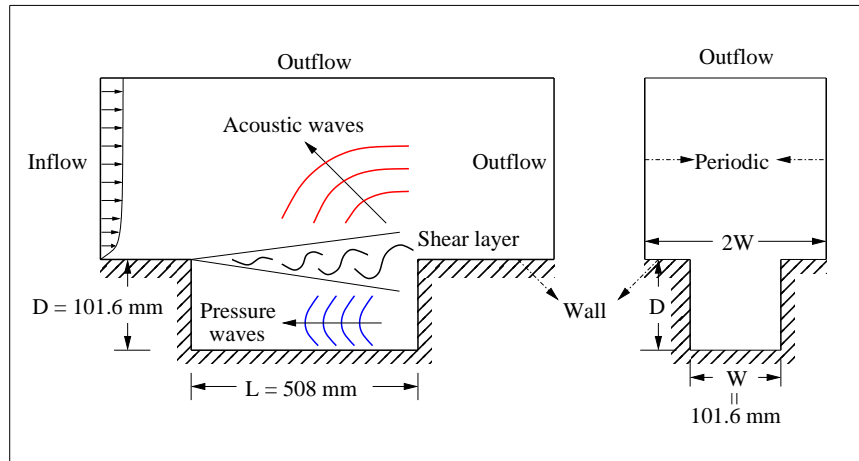 Outflow
Acoustic waves
Inflow
Outflow
Shear layer
D = 101.6 mm
Pressure
waves
Wall
L = 508 mm
Outflow
Periodic
2W
D
W
=
101.6 mm